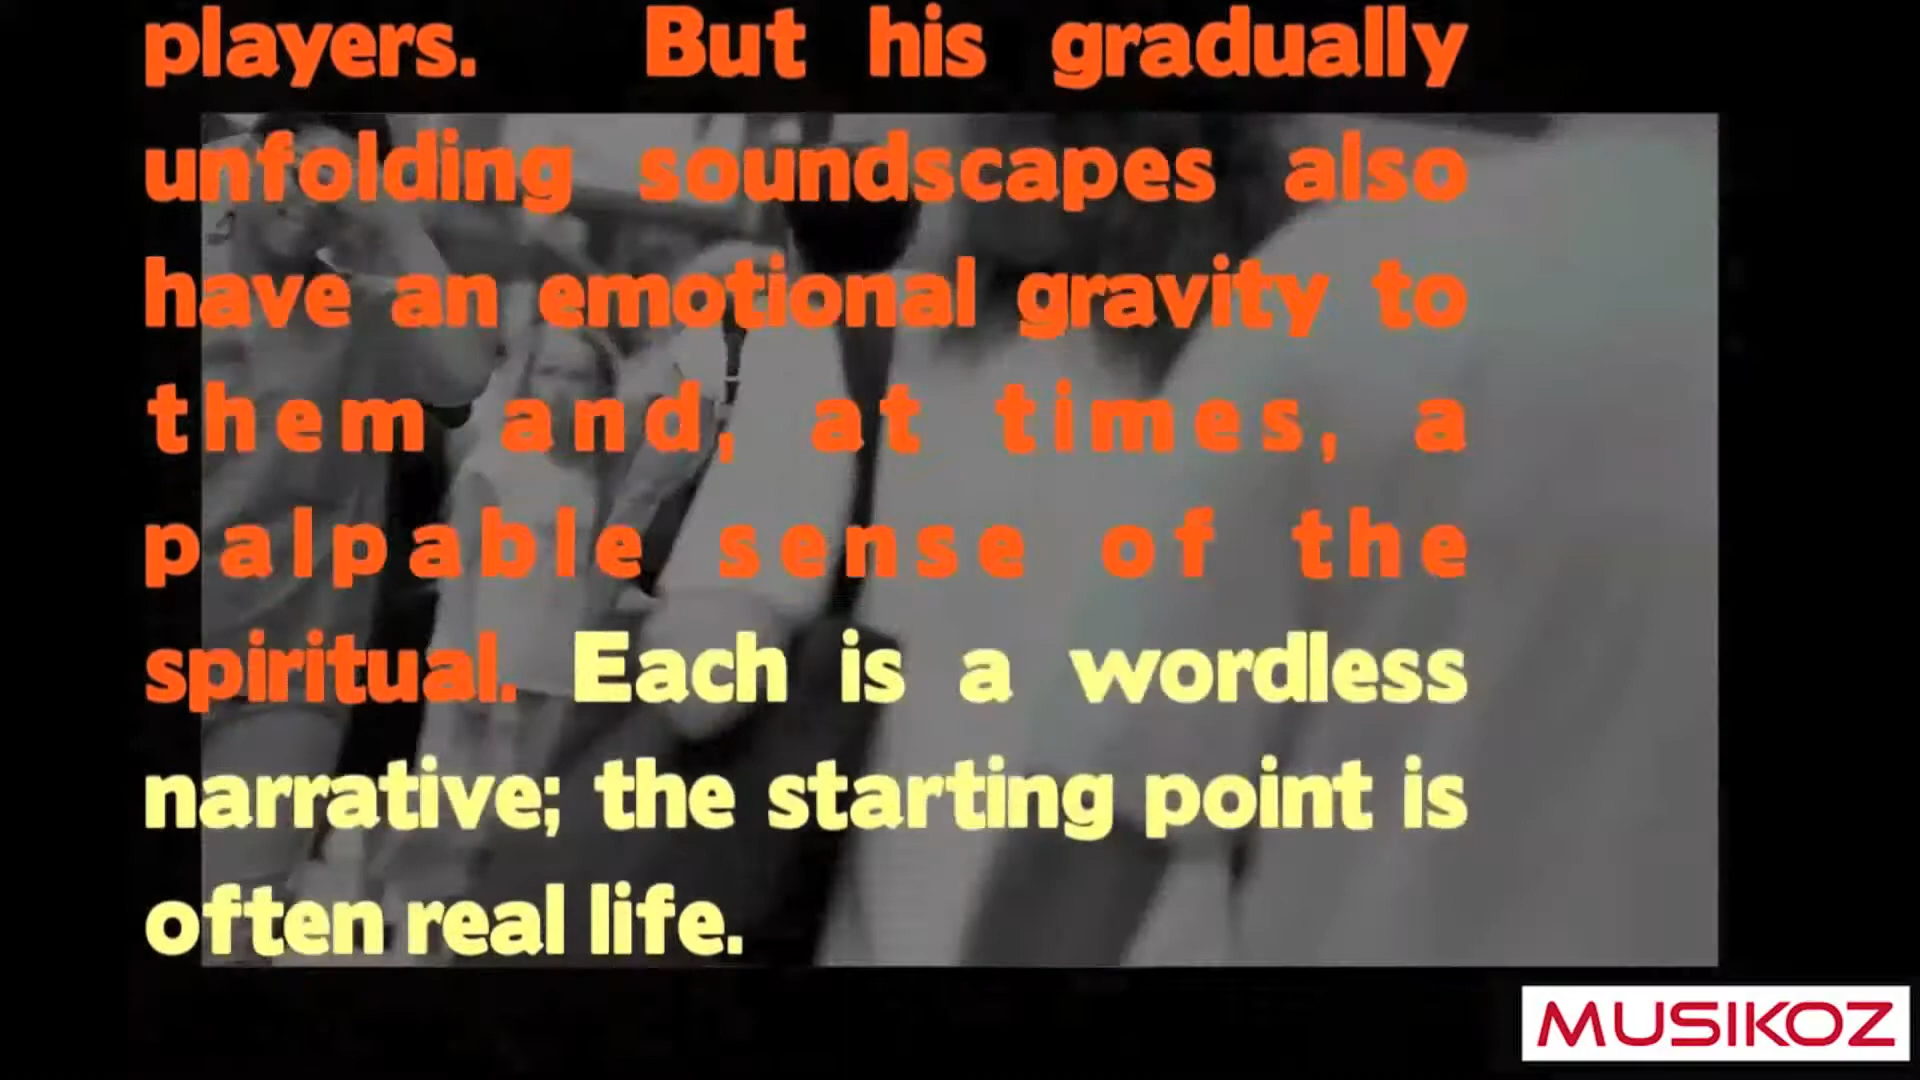 players. But his gradually
unfolding soundscapes also
have an emotional gravity to
them and, at times, a
palpable sense of the
spiritual. Each is a wordless
narrative; the starting point is
often real life.
MUSIKOZ